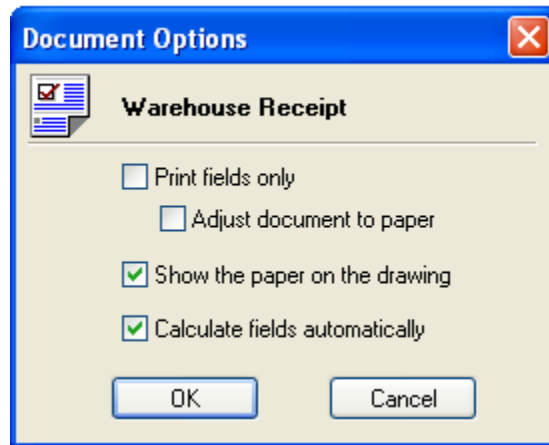 Document Options
Warehouse Receipt
Print fields only
Adjust document to paper
Show the paper on the drawing
Calculate fields automatically
OK
Cancel